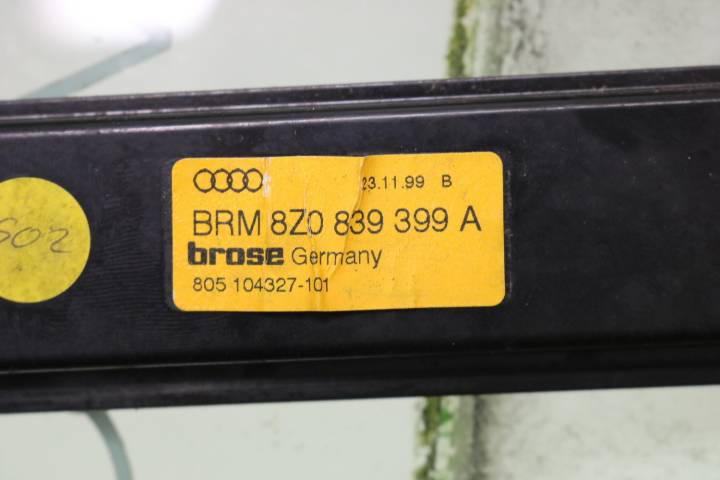 23.11.99 B
BRM 8Z0 839 399 A
brose Germany
805 104327-101